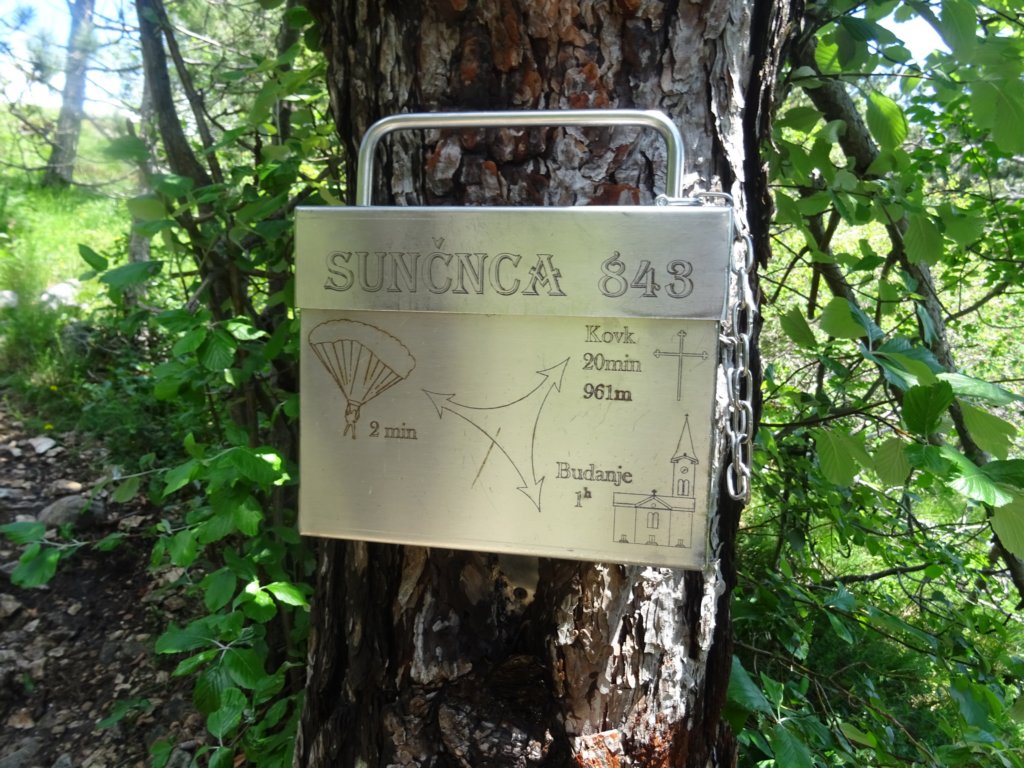 SUNČNCA 843
Kovk
20min
961m
2 min
Budanje
1h